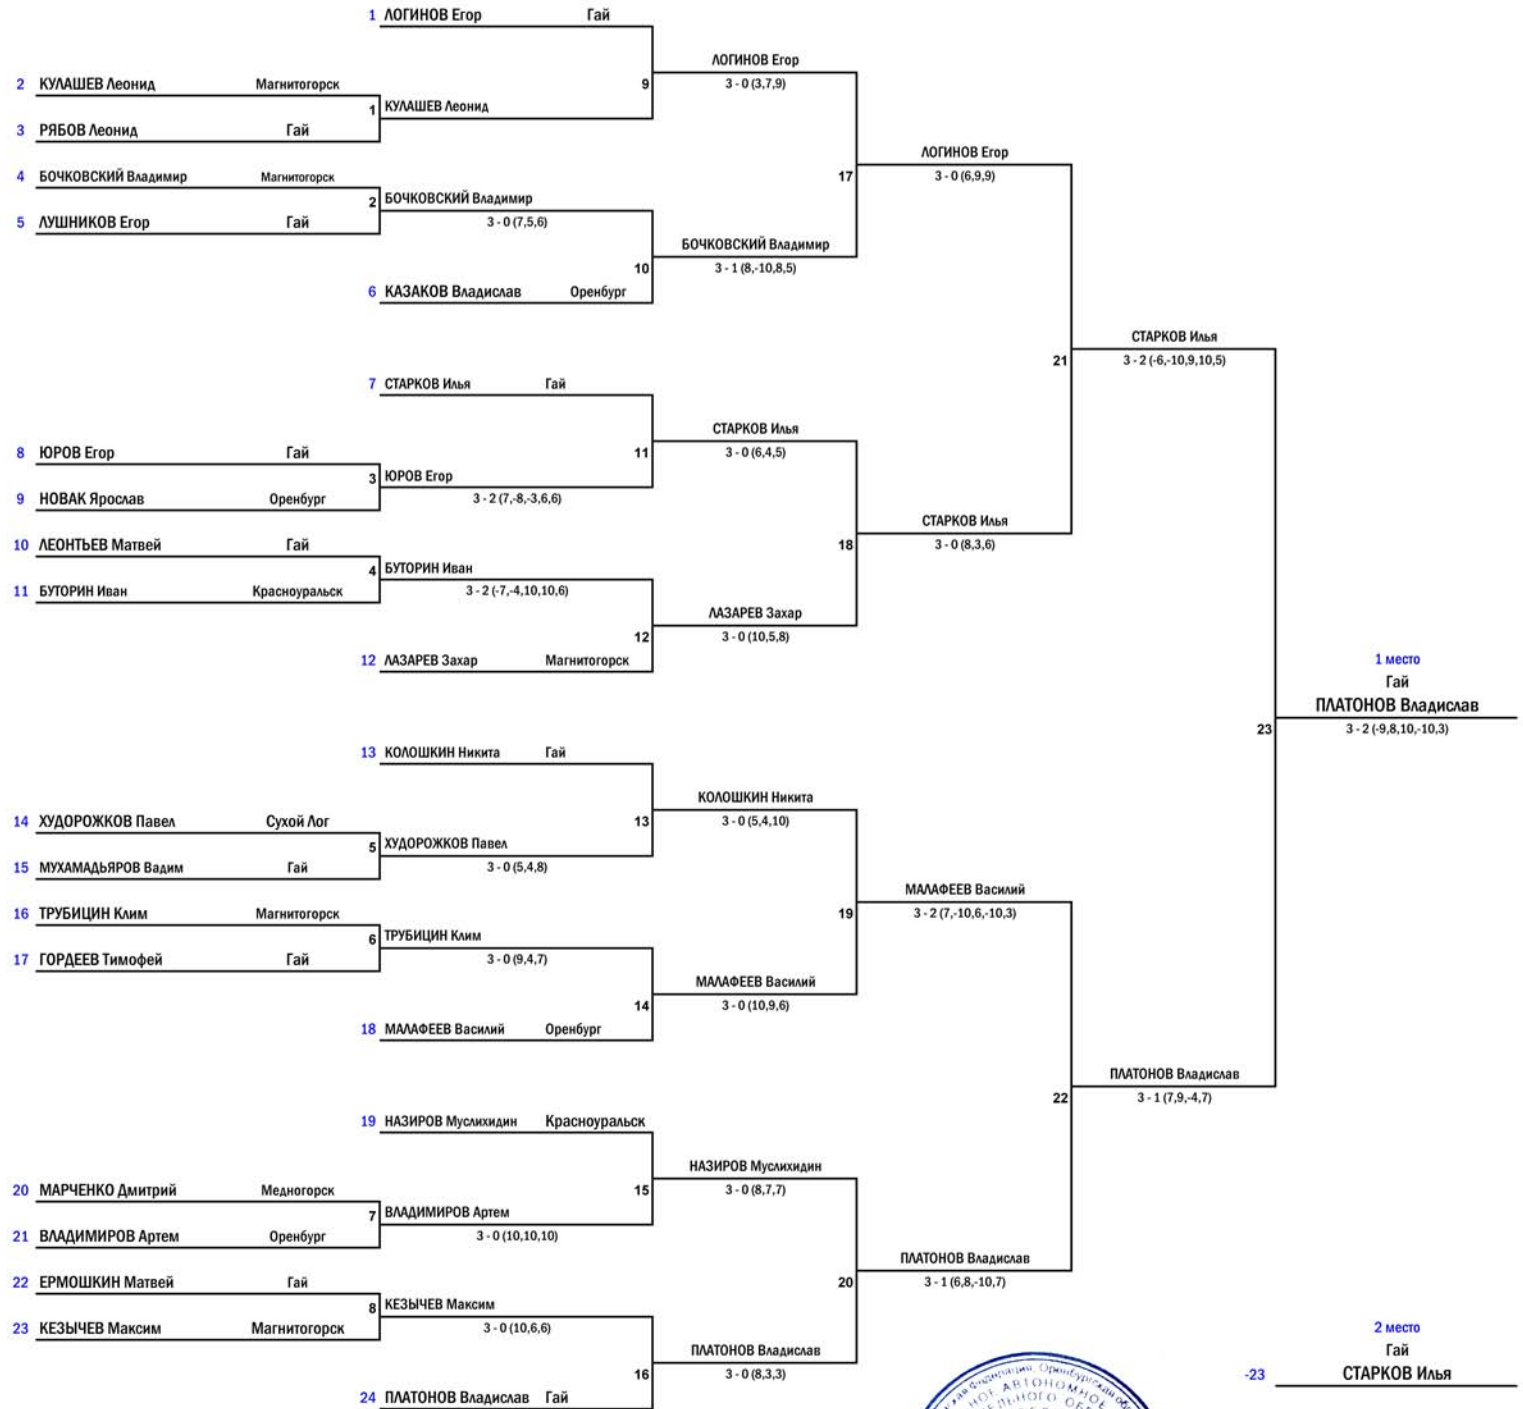 1 ЛОГИНОВ Егор Гай
ЛОГИНОВ Егор
2 КУЛАШЕВ Леонид Магнитогорск
9
3 - 0 (3,7,9)
1 КУЛАШЕВ Леонид
3 РЯБОВ Леонид Гай
ЛОГИНОВ Егор
4 БОЧКОВСКИЙ Владимир Магнитогорск
17
3 - 0 (6,9,9)
2 БОЧКОВСКИЙ Владимир
5 ЛУШНИКОВ Егор Гай
3 - 0 (7,5,6)
БОЧКОВСКИЙ Владимир
10
3 - 1 (8,-10,8,5)
6 КАЗАКОВ Владислав Оренбург
СТАРКОВ Илья
21
3 - 2 (-6,-10,9,10,5)
7 СТАРКОВ Илья Гай
СТАРКОВ Илья
8 ЮРОВ Егор Гай
11
3 - 0 (6,4,5)
3 ЮРОВ Егор
9 НОВАК Ярослав Оренбург
3 - 2 (7,-8,-3,6,6)
СТАРКОВ Илья
10 ЛЕОНТЬЕВ Матвей Гай
18
3 - 0 (8,3,6)
4 БУТОРИН Иван
11 БУТОРИН Иван Красноуральск
3 - 2 (-7,-4,10,10,6)
ЛАЗАРЕВ Захар
12
3 - 0 (10,5,8)
12 ЛАЗАРЕВ Захар Магнитогорск
1 место
Гай
ПЛАТОНОВ Владислав
23
3 - 2 (-9,8,10,-10,3)
13 КОЛОШКИН Никита Гай
КОЛОШКИН Никита
14 ХУДОРОЖКОВ Павел Сухой Лог
13
3 - 0 (5,4,10)
5 ХУДОРОЖКОВ Павел
15 МУХАМАДЬЯРОВ Вадим Гай
3 - 0 (5,4,8)
МАЛАФЕЕВ Василий
16 ТРУБИЦИН Клим Магнитогорск
19
3 - 2 (7,-10,6,-10,3)
6 ТРУБИЦИН Клим
17 ГОРДЕЕВ Тимофей Гай
3 - 0 (9,4,7)
МАЛАФЕЕВ Василий
14
3 - 0 (10,9,6)
18 МАЛАФЕЕВ Василий Оренбург
ПЛАТОНОВ Владислав
22
3 - 1 (7,9,-4,7)
19 НАЗИРОВ Муслихидин Красноуральск
НАЗИРОВ Муслихидин
20 МАРЧЕНКО Дмитрий Медногорск
15
3 - 0 (8,7,7)
7 ВЛАДИМИРОВ Артем
21 ВЛАДИМИРОВ Артем Оренбург
3 - 0 (10,10,10)
ПЛАТОНОВ Владислав
22 ЕРМОШКИН Матвей Гай
20
3 - 1 (6,8,-10,7)
8 КЕЗЫЧЕВ Максим
23 КЕЗЫЧЕВ Максим Магнитогорск
3 - 0 (10,6,6)
2 место
ПЛАТОНОВ Владислав
Гай
16
3 - 0 (8,3,3)
-23 СТАРКОВ Илья
24 ПЛАТОНОВ Владислав Гай
Федерация, Оренбургская
АВТОНОМНОЕ